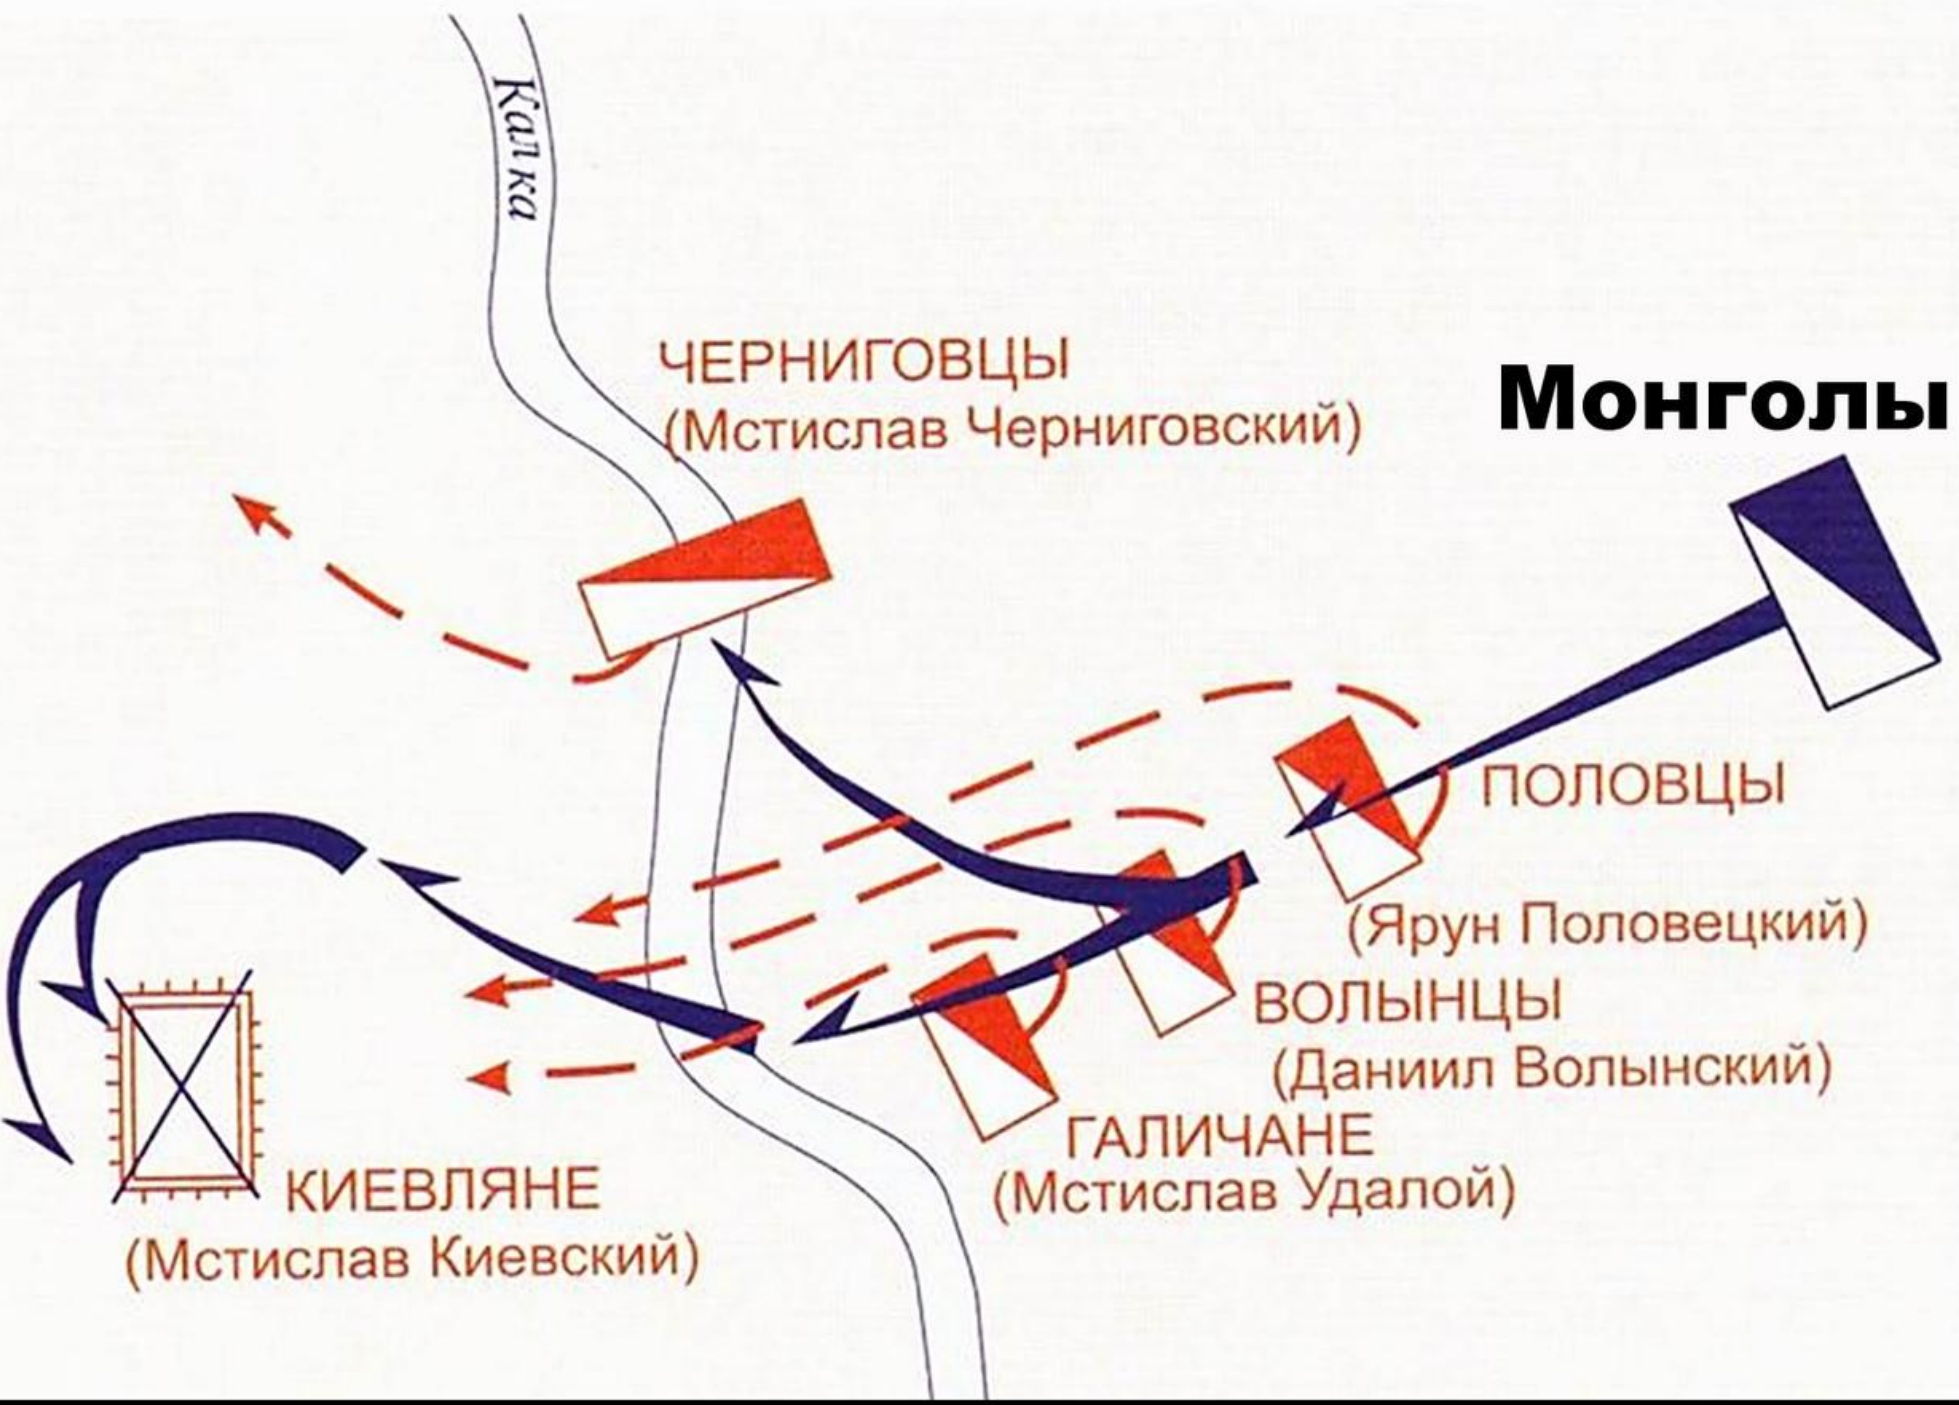 Калка
ЧЕРНИГОВЦЫ
(Мстислав Черниговский)
Монголы
ПОЛОВЦЫ
(Ярун Половецкий)
ВОЛЫНЦЫ
(Даниил Волынский)
ГАЛИЧАНЕ
(Мстислав Удалой)
КИЕВЛЯНЕ
(Мстислав Киевский)